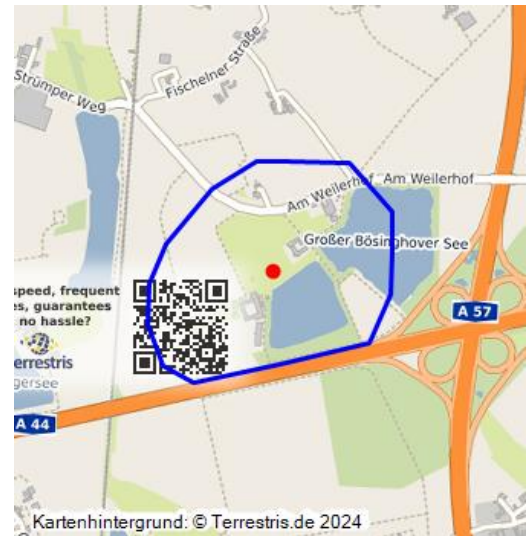 Strümper Weg
Fischelner Straße
Am Weilerhof
Am Weilerhof
Großer Bösinghover See
speed, frequent
es, guarantees
no hassle?
terrestris
gersee
A 57
A 44
Kartenhintergrund: © Terrestris.de 2024